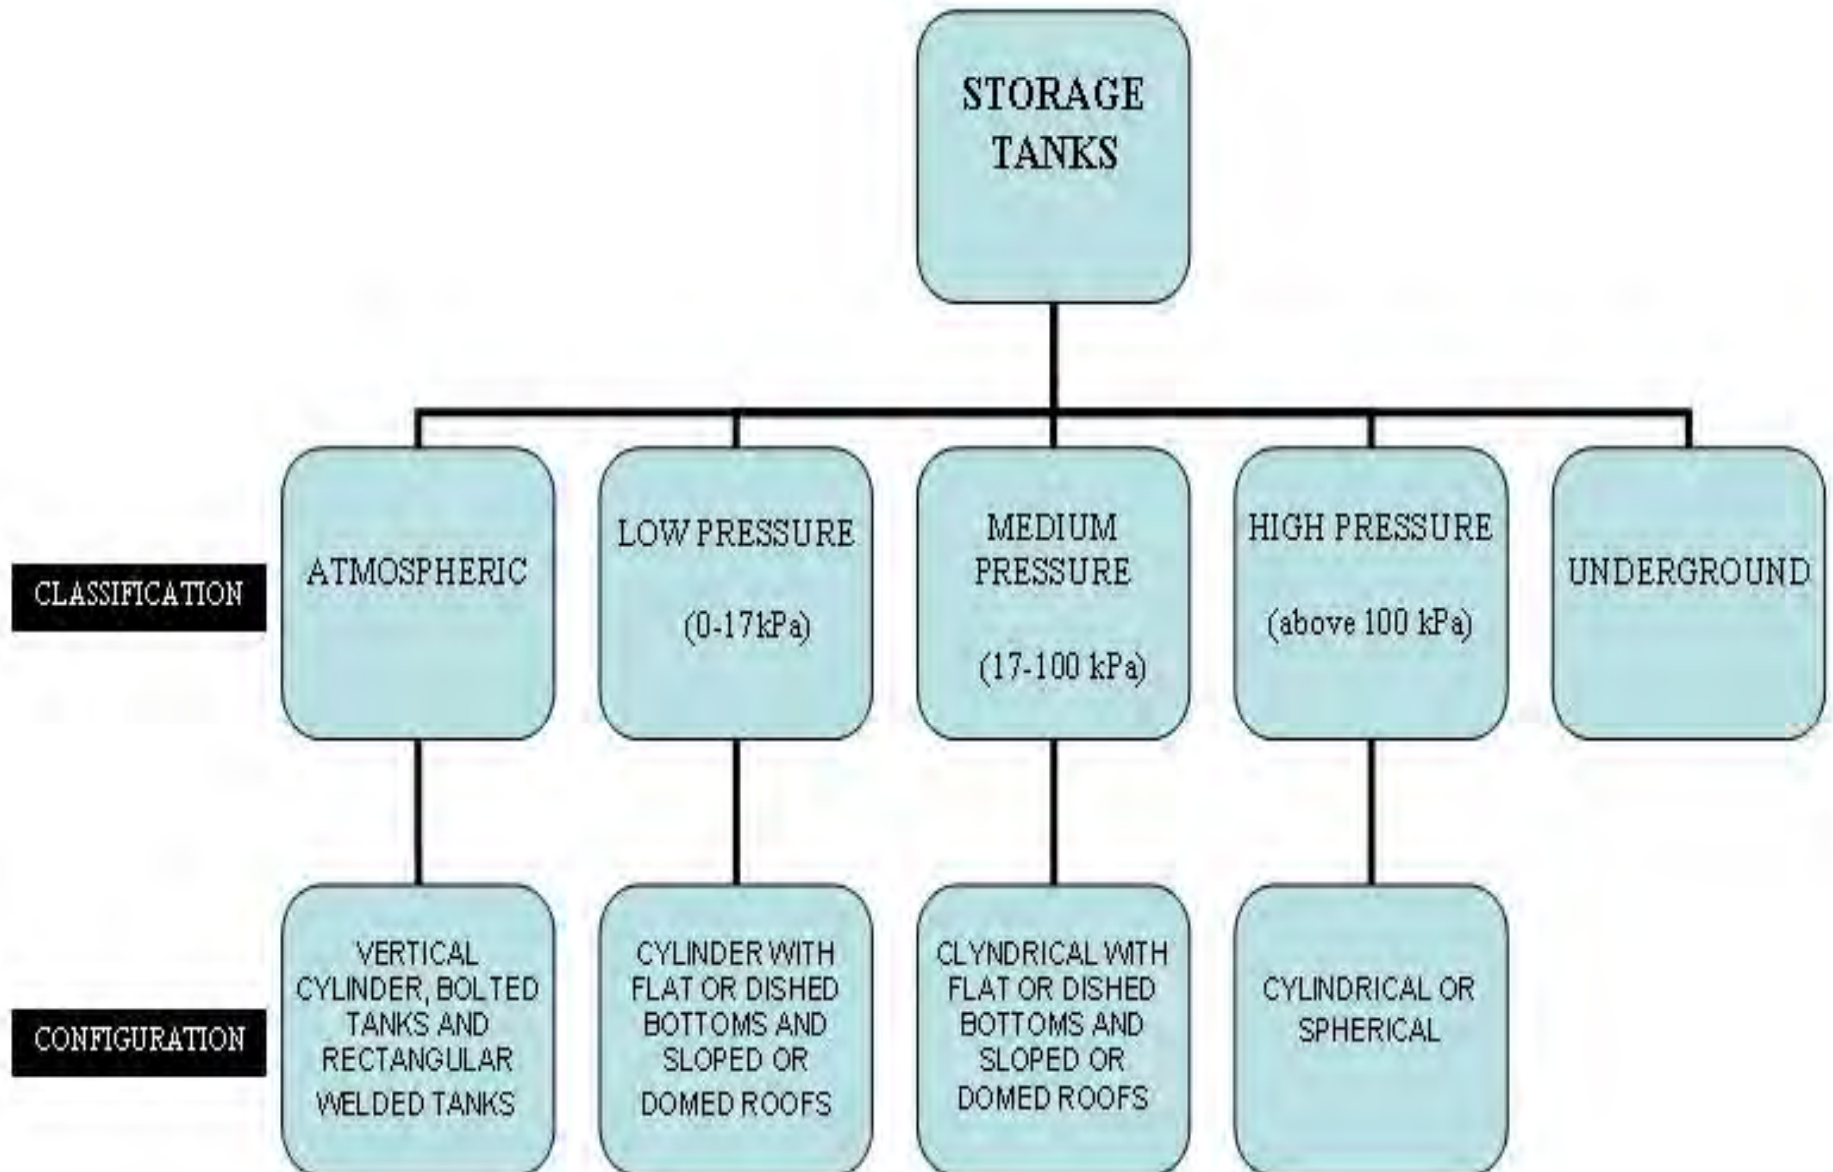 STORAGE
TANKS
CLASSIFICATION
ATMOSPHERIC
LOW PRESSURE
(0-17kPa)
MEDIUM
PRESSURE
(17-100 kPa)
HIGH PRESSURE
(above 100 kPa)
UNDERGROUND
CONFIGURATION
VERTICAL
CYLINDER, BOLTED
TANKS AND
RECTANGULAR
WELDED TANKS
CYLINDER WITH
FLAT OR DISHED
BOTTOMS AND
SLOPED OR
DOMED ROOFS
CLYNDRICAL WITH
FLAT OR DISHED
BOTTOMS AND
SLOPED OR
DOMED ROOFS
CYLINDRICAL OR
SPHERICAL